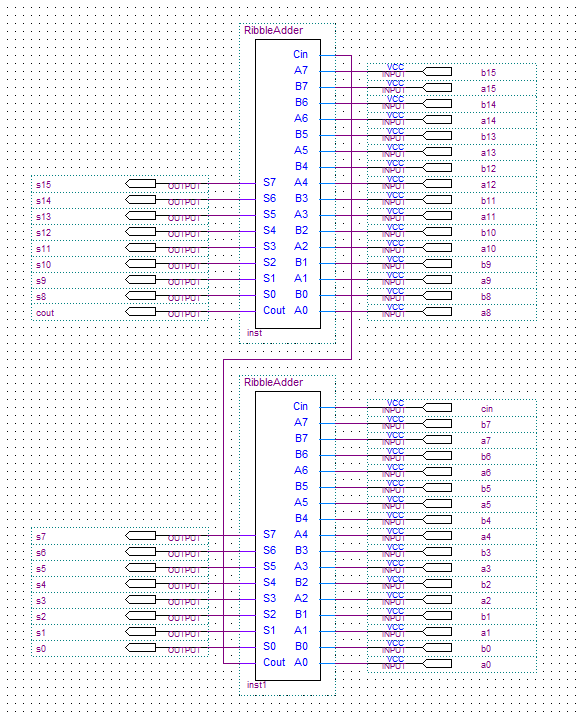 RibbleAdder
Cin
A7 VCC INPUT b15
B7 VCC INPUT a15
B6 VCC INPUT b14
A6 VCC INPUT a14
B5 VCC INPUT b13
A5 VCC INPUT a13
B4 VCC INPUT b12
s15 OUTPUT S7 A4 VCC INPUT a12
s14 OUTPUT S6 B3 VCC INPUT b11
s13 OUTPUT S5 A3 VCC INPUT a11
s12 OUTPUT S4 B2 VCC INPUT b10
s11 OUTPUT S3 A2 VCC INPUT a10
s10 OUTPUT S2 B1 VCC INPUT b9
s9 OUTPUT S1 A1 VCC INPUT a9
s8 OUTPUT S0 B0 VCC INPUT b8
cout OUTPUT Cout A0 VCC INPUT a8
inst
RibbleAdder
Cin VCC INPUT cin
A7 VCC INPUT b7
B7 VCC INPUT a7
B6 VCC INPUT b6
A6 VCC INPUT a6
B5 VCC INPUT b5
A5 VCC INPUT a5
B4 VCC INPUT b4
s7 OUTPUT S7 A4 VCC INPUT a4
s6 OUTPUT S6 B3 VCC INPUT b3
s5 OUTPUT S5 A3 VCC INPUT a3
s4 OUTPUT S4 B2 VCC INPUT b2
s3 OUTPUT S3 A2 VCC INPUT a2
s2 OUTPUT S2 B1 VCC INPUT b1
s1 OUTPUT S1 A1 VCC INPUT a1
s0 OUTPUT S0 B0 VCC INPUT b0
Cout A0 VCC INPUT a0
inst1